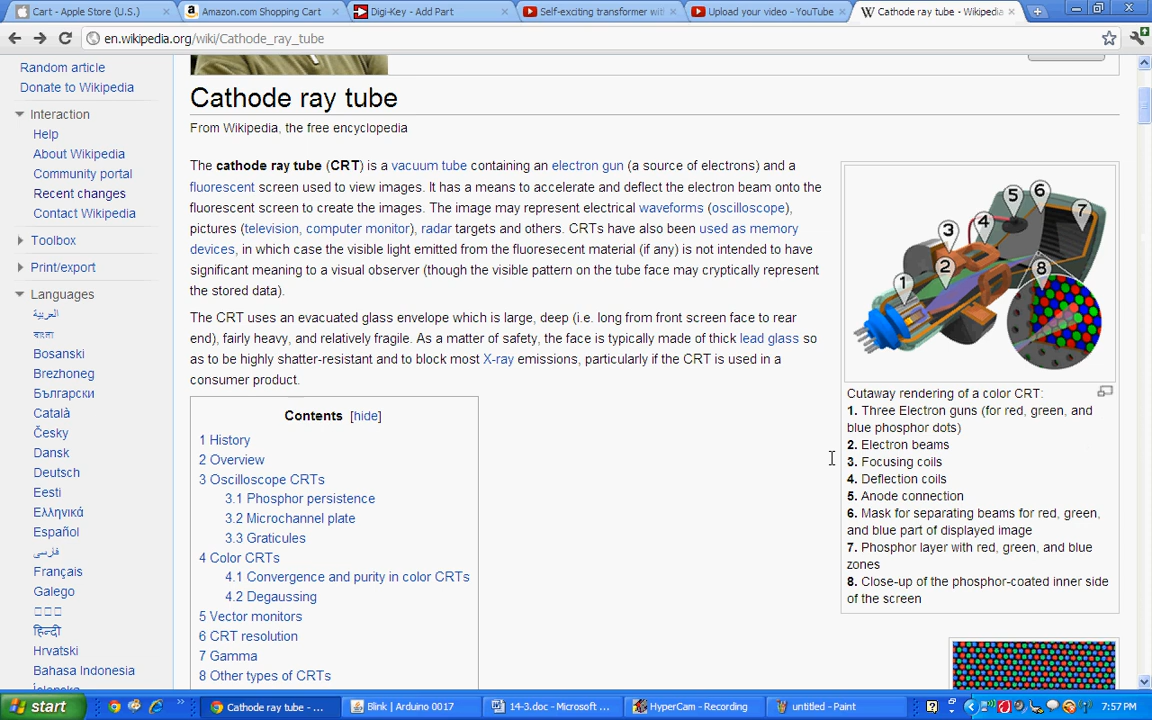 Cart - Apple Store (U.S.)
Amazon.com Shopping Cart
Digi-Key - Add Part
Self-exciting transformer wit
Upload your video - YouTube
Cathode ray tube - Wikipedia
en.wikipedia.org/wiki/Cathode_ray_tube
Random article
Donate to Wikipedia
Interaction
Help
About Wikipedia
Community portal
Recent changes
Contact Wikipedia
Toolbox
Print/export
Languages
العربية
বাংলা
Bosanski
Brezhoneg
Български
Català
Česky
Dansk
Deutsch
Eesti
Ελληνικά
Español
فارسی
Français
Galego
हिन्दी
Hrvatski
Bahasa Indonesia
Íslenska
Cathode ray tube
From Wikipedia, the free encyclopedia
The cathode ray tube (CRT) is a vacuum tube containing an electron gun (a source of electrons) and a
fluorescent screen used to view images. It has a means to accelerate and deflect the electron beam onto the
fluorescent screen to create the images. The image may represent electrical waveforms (oscilloscope),
pictures (television, computer monitor), radar targets and others. CRTs have also been used as memory
devices, in which case the visible light emitted from the fluoresecent material (if any) is not intended to have
significant meaning to a visual observer (though the visible pattern on the tube face may cryptically represent
the stored data).
The CRT uses an evacuated glass envelope which is large, deep (i.e. long from front screen face to rear
end), fairly heavy, and relatively fragile. As a matter of safety, the face is typically made of thick lead glass so
as to be highly shatter-resistant and to block most X-ray emissions, particularly if the CRT is used in a
consumer product.
Contents [hide]
1 History
2 Overview
3 Oscilloscope CRTs
3.1 Phosphor persistence
3.2 Microchannel plate
3.3 Graticules
4 Color CRTs
4.1 Convergence and purity in color CRTs
4.2 Degaussing
5 Vector monitors
6 CRT resolution
7 Gamma
8 Other types of CRTs
1
2
3
4
5
6
7
8
Cutaway rendering of a color CRT:
1. Three Electron guns (for red, green, and
blue phosphor dots)
2. Electron beams
3. Focusing coils
4. Deflection coils
5. Anode connection
6. Mask for separating beams for red, green,
and blue part of displayed image
7. Phosphor layer with red, green, and blue
zones
8. Close-up of the phosphor-coated inner side
of the screen
start
Cathode ray tube - ...
Blink | Arduino 0017
14-3.doc - Microsoft ...
HyperCam - Recording
untitled - Paint
7:57 PM